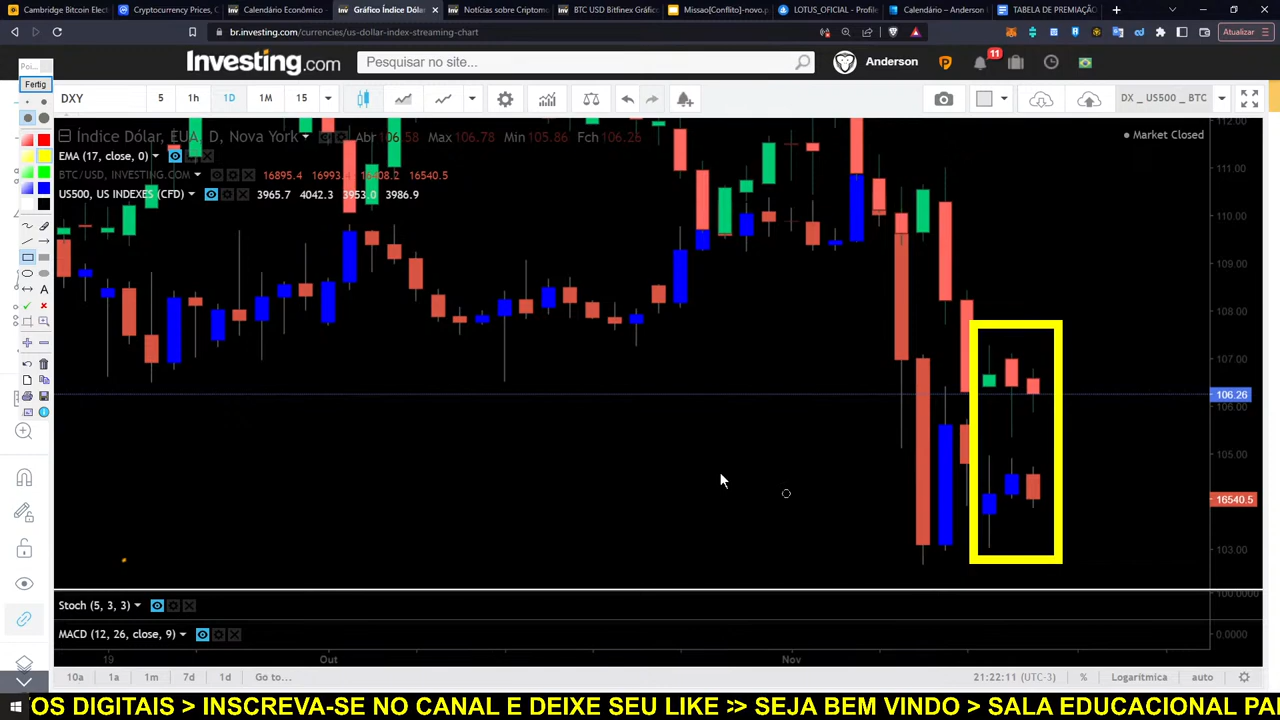 Cambridge Bitcoin Elect
Cryptocurrency Prices, C
Calendário Econômico -
Gráfico Índice Dólar
Notícias sobre Criptomo
BTC USD Bitfinex Gráfic
Missao[Conflito]-novo.p
LOTUS_OFICIAL - Profile
Calendário – Anderson
TABELA DE PREMIAÇÃO
br.investing.com/currencies/us-dollar-index-streaming-chart
Atualizar
Investing.com
Pesquisar no site...
Anderson
11
Fertig
DXY
5
1h
1D
1M
15
DX _ US500 _ BTC
Índice Dólar, EUA, D, Nova York
Max 106.78 Min 105.86 Fch 106.26
Market Closed
EMA (17, close, 0)
BTC/USD, INVESTING.COM
16895.4
16540.5
US500, US INDEXES (CFD)
3965.7 4042.3 3953.0 3986.9
112.00
111.00
110.00
109.00
108.00
107.00
106.26
106.00
105.00
16540.5
103.00
Stoch (5, 3, 3)
100.0000
MACD (12, 26, close, 9)
0.0000
19
Out
Nov
10a
1a
1m
7d
1d
Go to...
21:22:11 (UTC-3)
%
Logarítmica
auto
OS DIGITAIS > INSCREVA-SE NO CANAL E DEIXE SEU LIKE >> SEJA BEM VINDO > SALA EDUCACIONAL PA